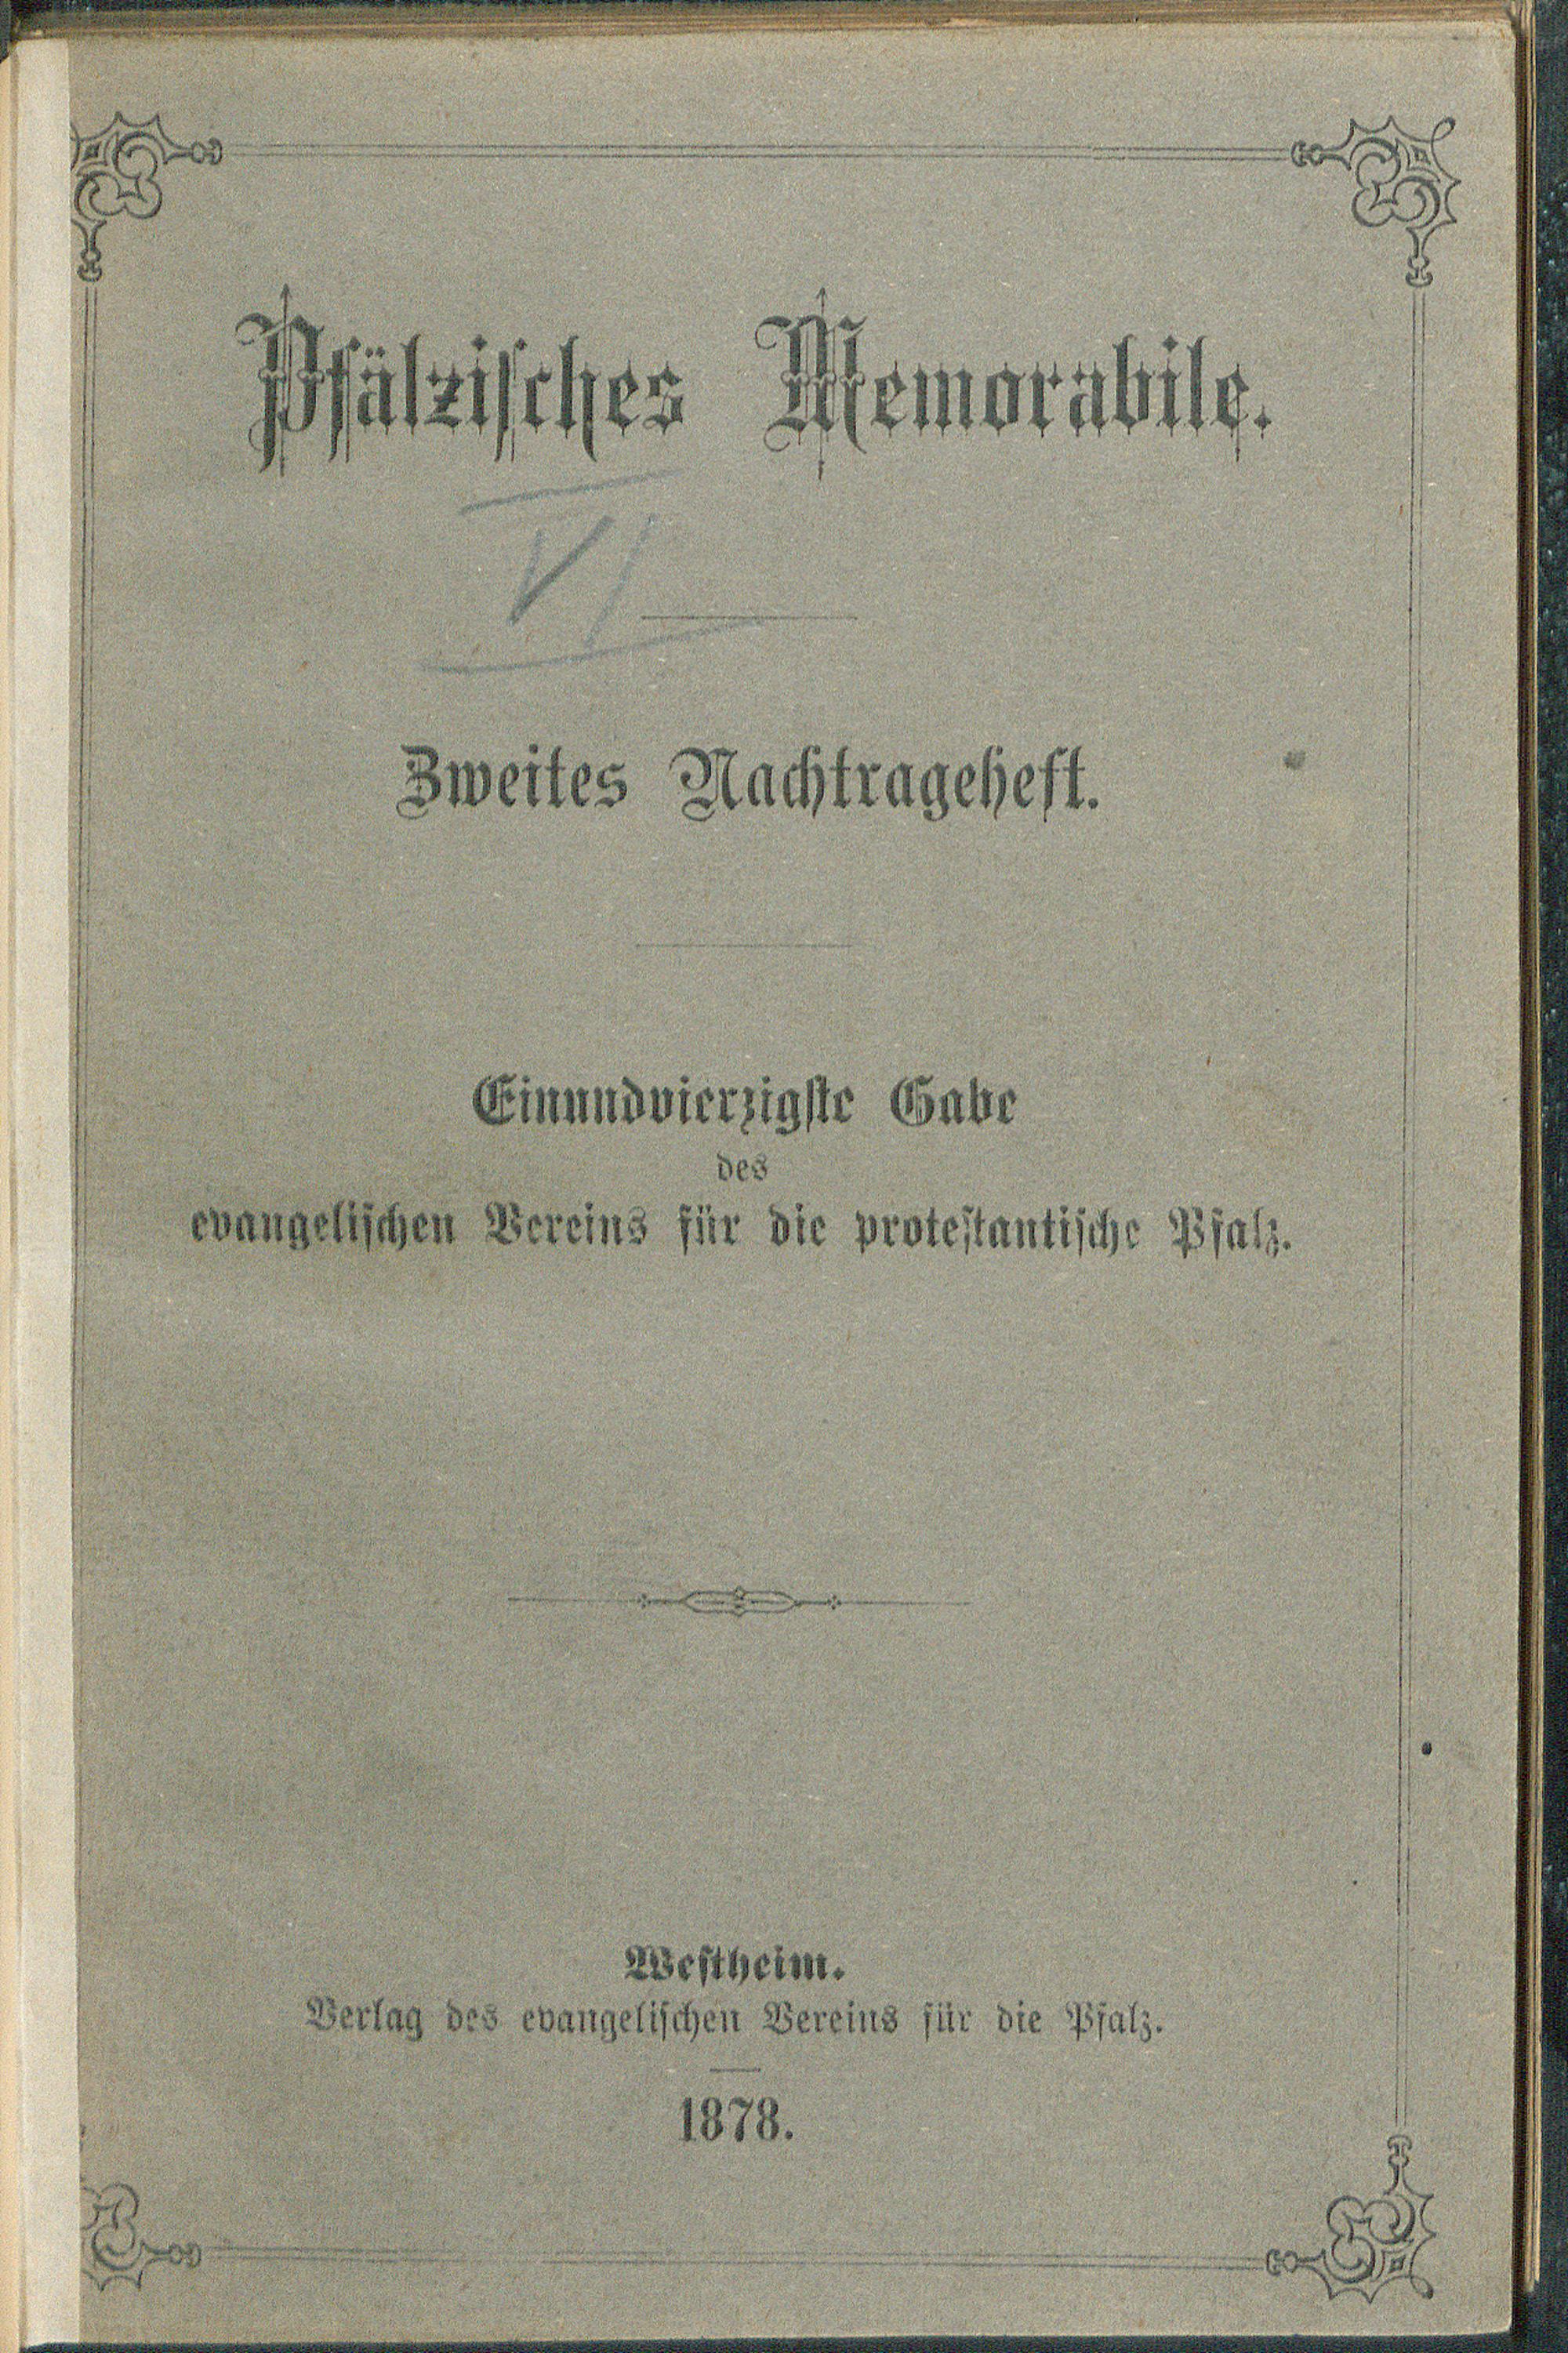 Pfälzisches Memorabile.
VI
Zweites Nachtrageheft.
Einundvierzigste Gabe
des
evangelischen Vereins für die protestantische Pfalz.
Westheim.
Verlag des evangelischen Vereins für die Pfalz.
1878.